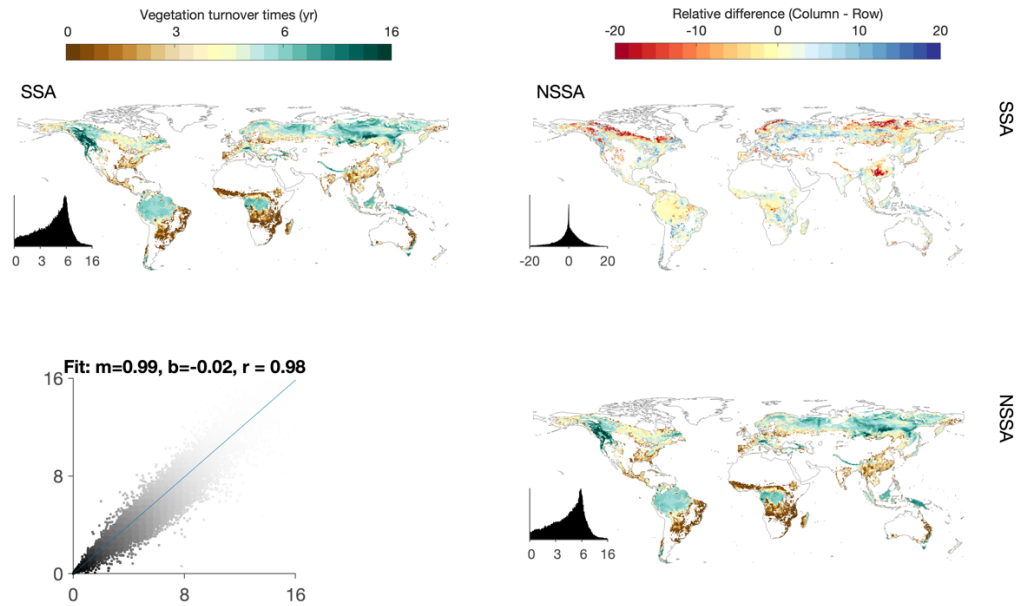 Vegetation turnover times (yr)
0 3 6 16
Relative difference (Column - Row)
-20 -10 0 10 20
SSA
NSSA
SSA
0 3 6 16
-20 0 20
Fit: m=0.99, b=-0.02, r = 0.98
16
8
0
0 8 16
NSSA
0 3 6 16